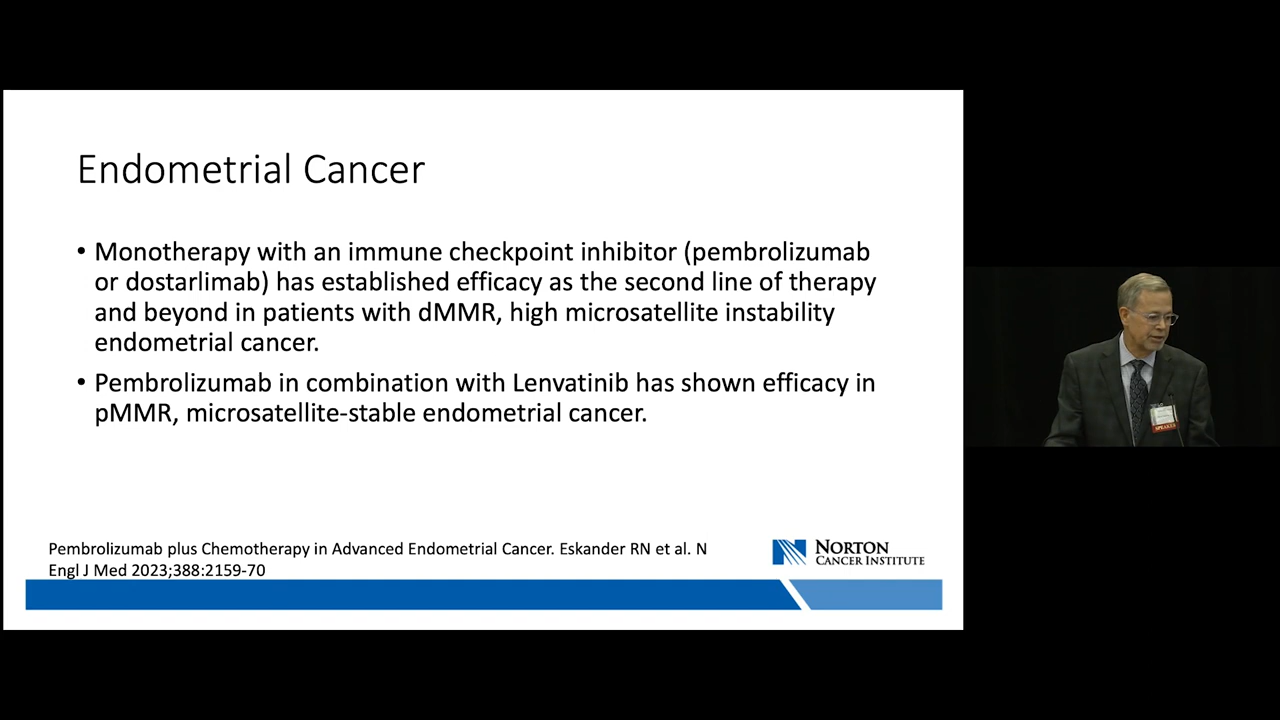 Endometrial Cancer
• Monotherapy with an immune checkpoint inhibitor (pembrolizumab
or dostarlimab) has established efficacy as the second line of therapy
and beyond in patients with dMMR, high microsatellite instability
endometrial cancer.
• Pembrolizumab in combination with Lenvatinib has shown efficacy in
pMMR, microsatellite-stable endometrial cancer.
Pembrolizumab plus Chemotherapy in Advanced Endometrial Cancer. Eskander RN et al. N
Engl J Med 2023;388:2159-70
NORTON
CANCER INSTITUTE
SPEAKER